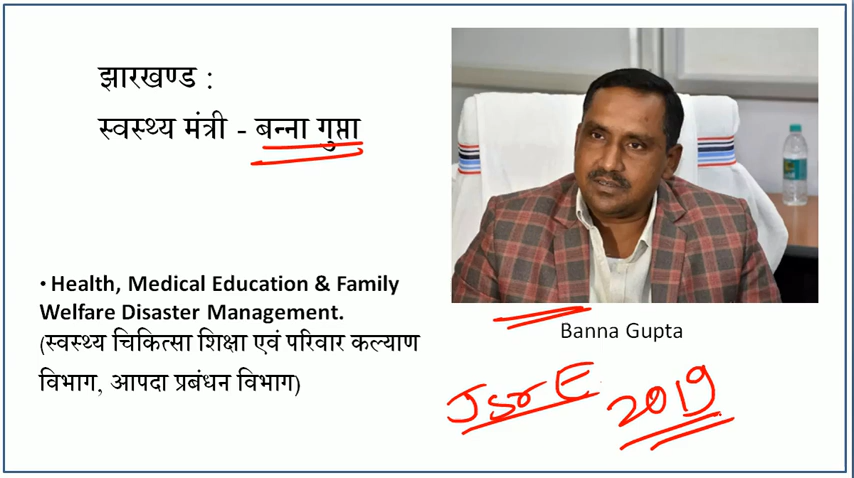 झारखण्ड :
स्वस्थ्य मंत्री - बन्ना गुप्ता
• Health, Medical Education & Family
Welfare Disaster Management.
(स्वस्थ्य चिकित्सा शिक्षा एवं परिवार कल्याण
विभाग, आपदा प्रबंधन विभाग)
Banna Gupta
Jsr E 2019